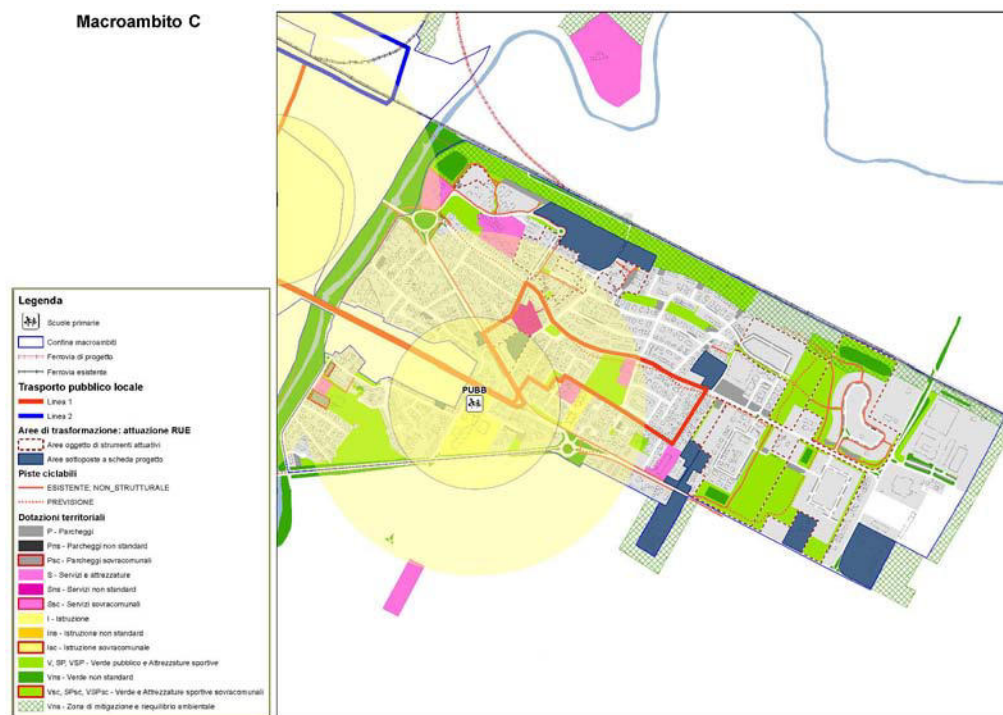 Macroambito C
PUBB
Legenda
Scuole primarie
Confine macroambiti
Ferrovia di progetto
Ferrovia esistente
Trasporto pubblico locale
Linea 1
Linea 2
Aree di trasformazione: attuazione RUE
Aree oggetto di strumenti attuativi
Aree sottoposte a scheda progetto
Piste ciclabili
ESISTENTE; NON_STRUTTURALE
PREVISIONE
Dotazioni territoriali
P - Parcheggi
Pns - Parcheggi non standard
Psc - Parcheggi sovracomunali
S - Servizi e attrezzature
Sns - Servizi non standard
Ssc - Servizi sovracomunali
I - Istruzione
Ins - Istruzione non standard
Isc - Istruzione sovracomunale
V, SP, VSP - Verde pubblico e Attrezzature sportive
Vns - Verde non standard
Vsc, SPsc, VSPsc - Verde e Attrezzature sportive sovracomunali
Vns - Zona di mitigazione e riequilibrio ambientale